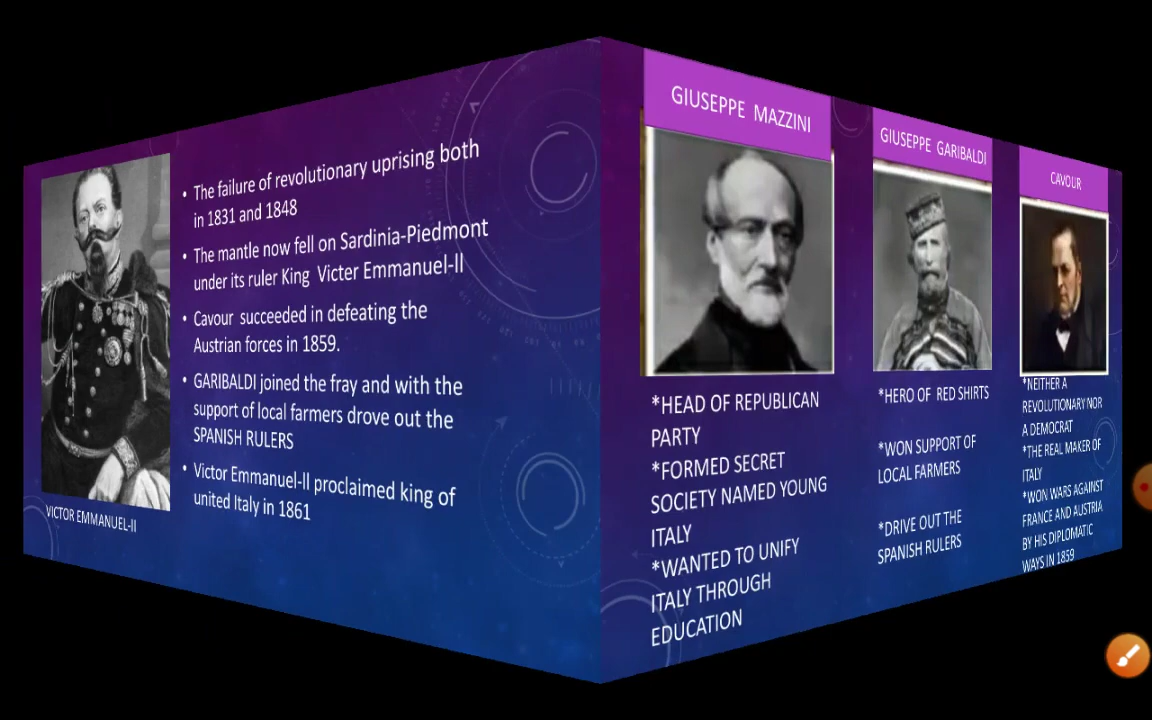 • The failure of revolutionary uprising both
in 1831 and 1848
• The mantle now fell on Sardinia-Piedmont
under its ruler King Victer Emmanuel-II
• Cavour succeeded in defeating the
Austrian forces in 1859.
• GARIBALDI joined the fray and with the
support of local farmers drove out the
SPANISH RULERS
• Victor Emmanuel-II proclaimed king of
united Italy in 1861
VICTOR EMMANUEL-II
GIUSEPPE MAZZINI
*HEAD OF REPUBLICAN
PARTY
*FORMED SECRET
SOCIETY NAMED YOUNG
ITALY
*WANTED TO UNIFY
ITALY THROUGH
EDUCATION
GIUSEPPE GARIBALDI
*HERO OF RED SHIRTS
*WON SUPPORT OF
LOCAL FARMERS
*DRIVE OUT THE
SPANISH RULERS
CAVOUR
*NEITHER A
REVOLUTIONARY NOR
A DEMOCRAT
*THE REAL MAKER OF
ITALY
*WON WARS AGAINST
FRANCE AND AUSTRIA
BY HIS DIPLOMATIC
WAYS IN 1859